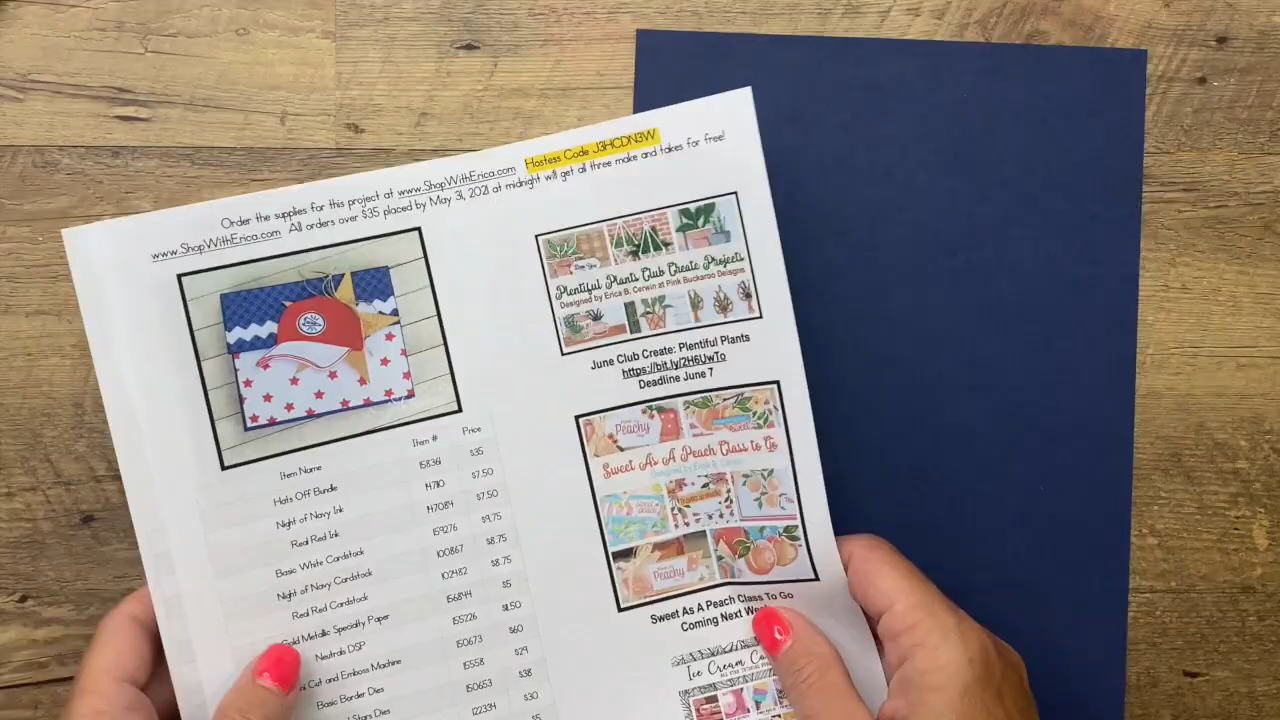 Order the supplies for this project at www.ShopWithErica.com Hostess Code J3HCDN3W
www.ShopWithErica.com All orders over $35 placed by May 31, 2021 at midnight will get all three make and takes for free!
Plentiful Plants Club Create Projects
Designed by Erica B. Cerwin at Pink Buckaroo Designs
June Club Create: Plentiful Plants
https://bit.ly/2H6UwTo
Deadline June 7
Peachy
Sweet As A Peach Class to Go
Peachy
Sweet As A Peach Class To Go
Coming Next
Ice Cream
Item Name Item # Price
Hats Off Bundle 158361 $35
Night of Navy Ink 147110 $7.50
Real Red Ink 147084 $7.50
Basic White Cardstock 159276 $9.75
Night of Navy Cardstock 100867 $8.75
Real Red Cardstock 102482 $8.75
Gold Metallic Specialty Paper 156844 $5
Neutrals DSP 155226 $11.50
Cut and Emboss Machine 150673 $60
Basic Border Dies 15558 $29
Stars Dies 150653 $38
122334 $30
$5